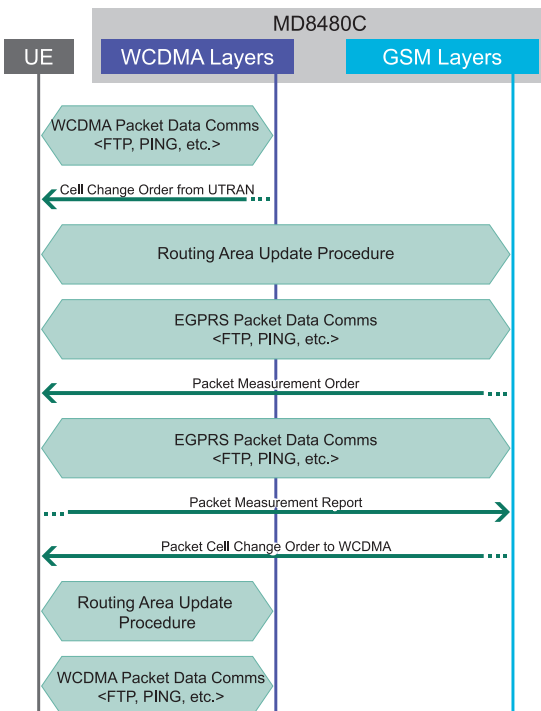 MD8480C
UE
WCDMA Layers
GSM Layers
WCDMA Packet Data Comms
<FTP, PING, etc.>
Cell Change Order from UTRAN
Routing Area Update Procedure
EGPRS Packet Data Comms
<FTP, PING, etc.>
Packet Measurement Order
EGPRS Packet Data Comms
<FTP, PING, etc.>
Packet Measurement Report
Packet Cell Change Order to WCDMA
Routing Area Update
Procedure
WCDMA Packet Data Comms
<FTP, PING, etc.>